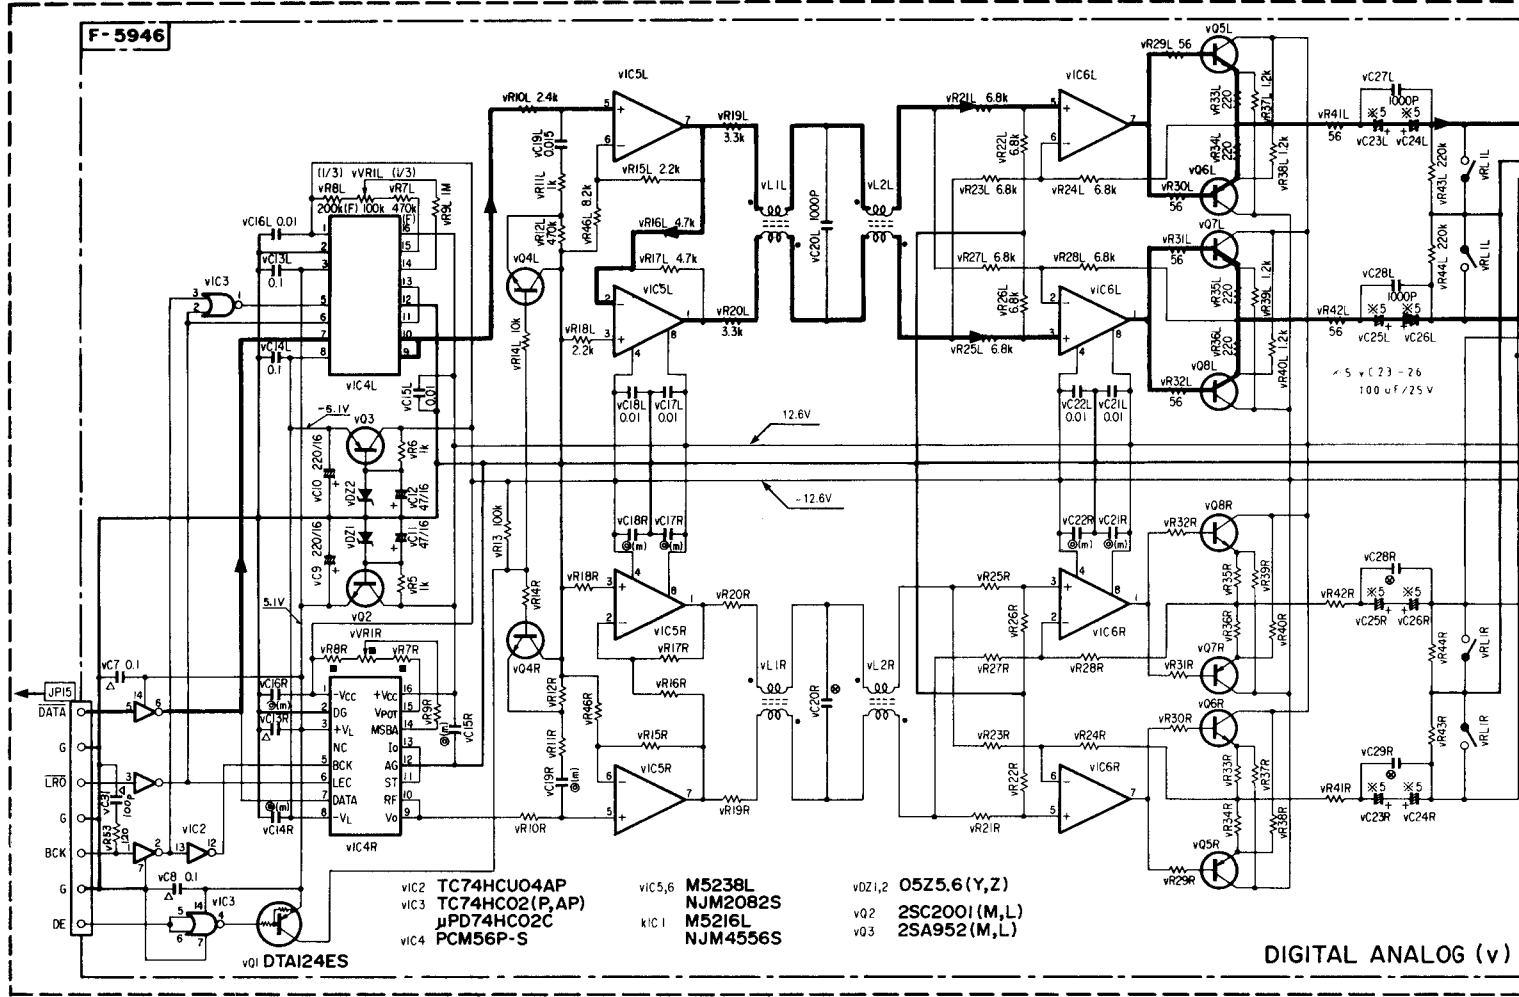 F-5946
vQ5L
vR29L 56
vIC5L
vIC6L
vR10L 2.4k
vR19L
3.3k
vR21L 6.8k
vR33L
220
vR37L 1.2k
vC27L
1000P
vR41L
56
※5
※5
vC23L
vC24L
vC19L
0.015
vR11L
1k
vR15L 2.2k
vR22L
6.8k
vR34L
220
vR38L 1.2k
vR43L 220k
vRL1L
(1/3) vVR1L (1/3)
vR8L
vR7L
200k(F) 100k 470k
(F)
vR9L 1M
vR46L 8.2k
vL1L
vL2L
vR23L 6.8k
vR24L 6.8k
vQ6L
vR30L
56
vC16L 0.01
vR12L
470k
vR16L 4.7k
1000P
vC20L
vQ7L
vR31L
56
vC13L
0.1
vQ4L
vR17L 4.7k
vR27L 6.8k
vR28L 6.8k
vR35L
220
vR39L 1.2k
vR44L 220k
vRL1L
vIC3
vIC5L
vR26L
6.8k
vIC6L
vC28L
1000P
vR20L
3.3k
vR42L
56
※5
※5
vC25L
vC26L
vC14L
0.1
vR14L 10k
vR18L
2.2k
vR25L 6.8k
vR36L
220
vR40L 1.2k
vQ8L
vR32L
56
vIC4L
vC15L
0.01
vC18L
0.01
vC17L
0.01
vC22L
0.01
vC21L
0.01
※5 vC23-26
100uF/25V
-5.1V
vQ3
12.6V
vC10 220/16
vR6
1k
vDZ2
vC12
47/16
-12.6V
vC9 220/16
vDZ1
vC11
47/16
vR13 100k
vC18R
@(m)
vC17R
@(m)
vC22R
@(m)
vC21R
@(m)
vR32R
vQ8R
vR5
1k
5.1V
vQ2
vR14R
vR18R
vR20R
vR25R
vR35R
vR39R
vC28R
vR42R
※5
※5
vC25R
vC26R
vVR1R
vR8R
vR7R
vQ4R
vIC5R
vR17R
vR26R
vIC6R
vR36R
vR40R
vR44R
vRL1R
vC7 0.1
vL1R
vL2R
vR27R
vR28R
vQ7R
vR31R
JP15
vC16R
@(m)
-Vcc
+Vcc
vR12R
vR46R
vR16R
vC20R
vQ6R
vR30R
DATA
DG
VPOT
vR9R
vC15R
@(m)
vC13R
+VL
MSBA
vR11R
vR15R
vR23R
vR24R
vR43R
vRL1R
G
NC
Io
vC19R
@(m)
vIC5R
vR22R
vIC6R
vR33R
vR37R
vC29R
BCK
AG
LRO
LEC
ST
vC31
100p
@(m)
DATA
RF
vR41R
※5
※5
vC23R
vC24R
G
vC14R
-VL
Vo
vR10R
vR19R
vR21R
vR34R
vR38R
vR53
120
vIC2
vIC4R
vQ5R
BCK
vR29R
vC8 0.1
G
vIC3
DE
vQ1 DTA124ES
vIC2 TC74HCU04AP
vIC3 TC74HC02(P,AP)
μPD74HC02C
vIC4 PCM56P-S
vIC5,6 M5238L
NJM2082S
kIC1 M5216L
NJM4556S
vDZ1,2 05Z5.6(Y,Z)
vQ2 2SC2001(M,L)
vQ3 2SA952(M,L)
DIGITAL ANALOG (v)